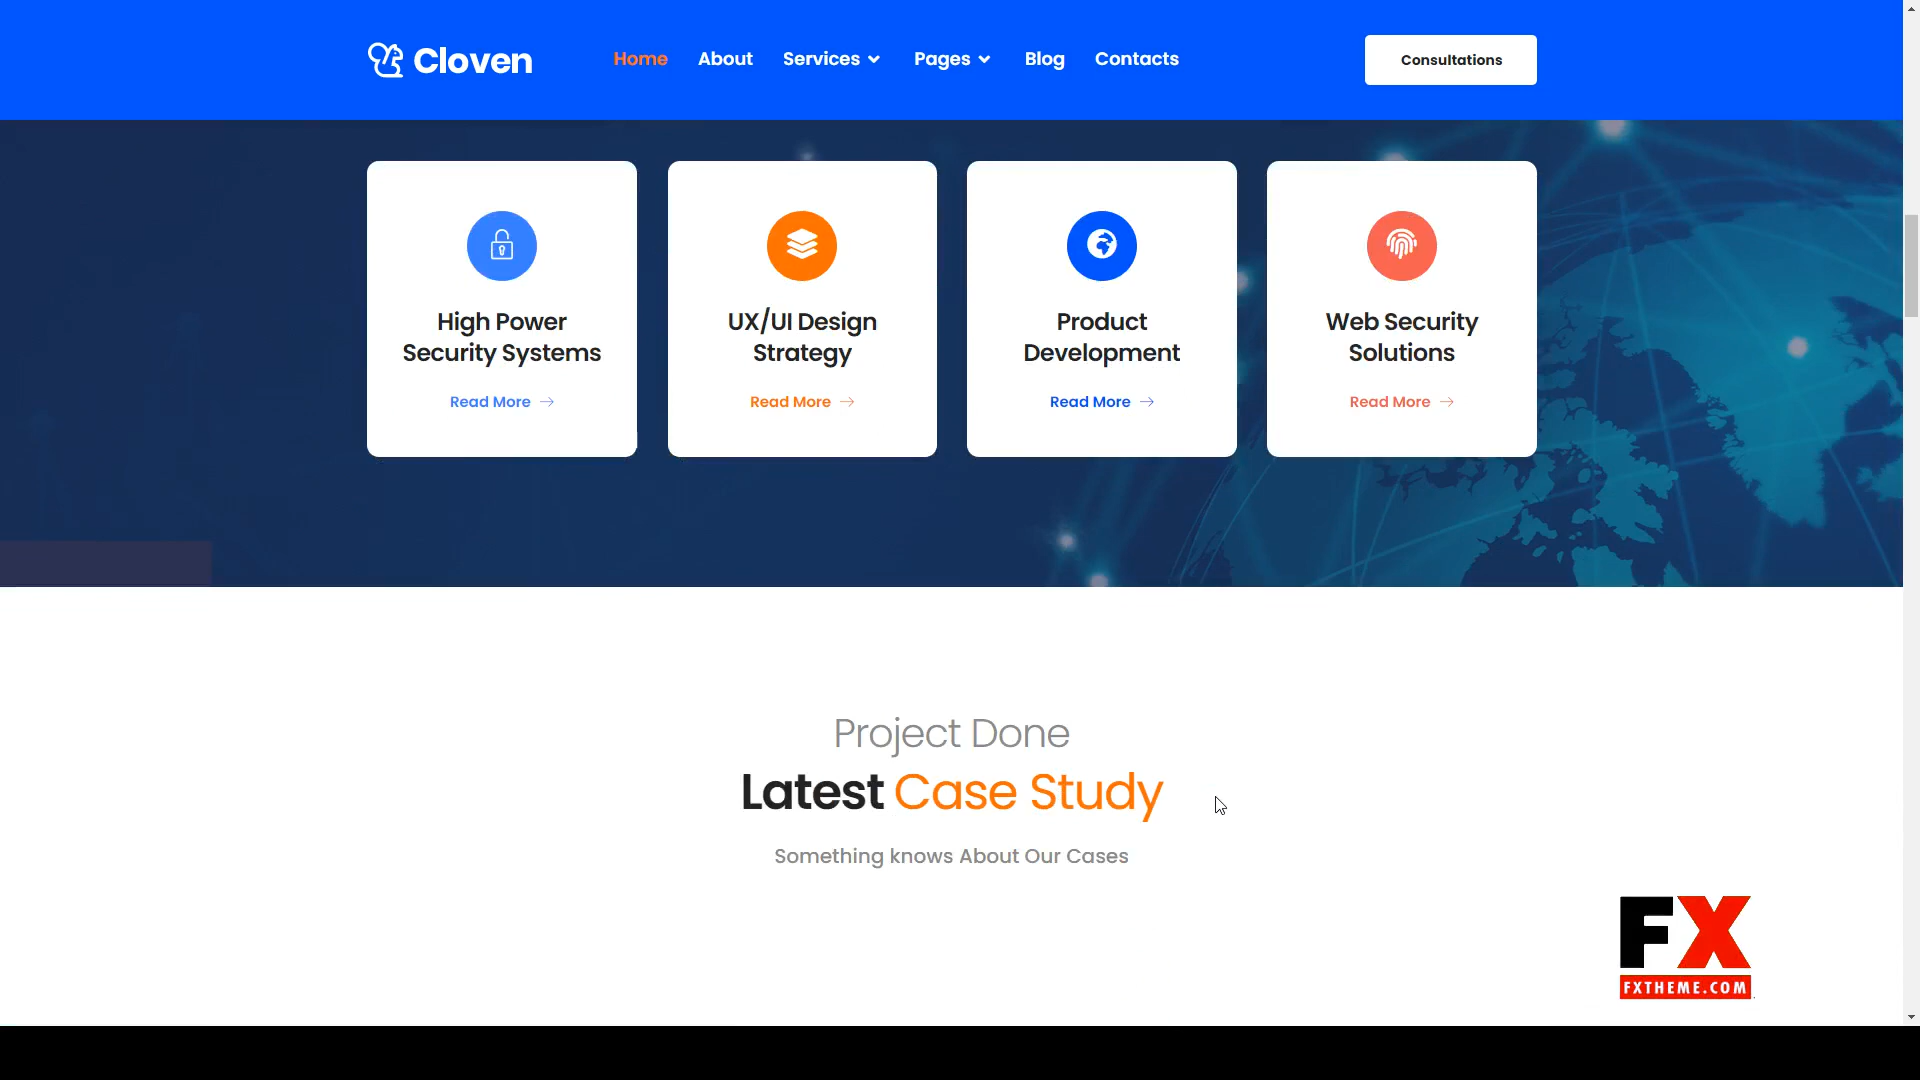 Cloven
Home
About
Services
Pages
Blog
Contacts
Consultations
High Power
Security Systems
Read More
UX/UI Design
Strategy
Read More
Product
Development
Read More
Web Security
Solutions
Read More
Project Done
Latest Case Study
Something knows About Our Cases
FX
FXTHEME.COM